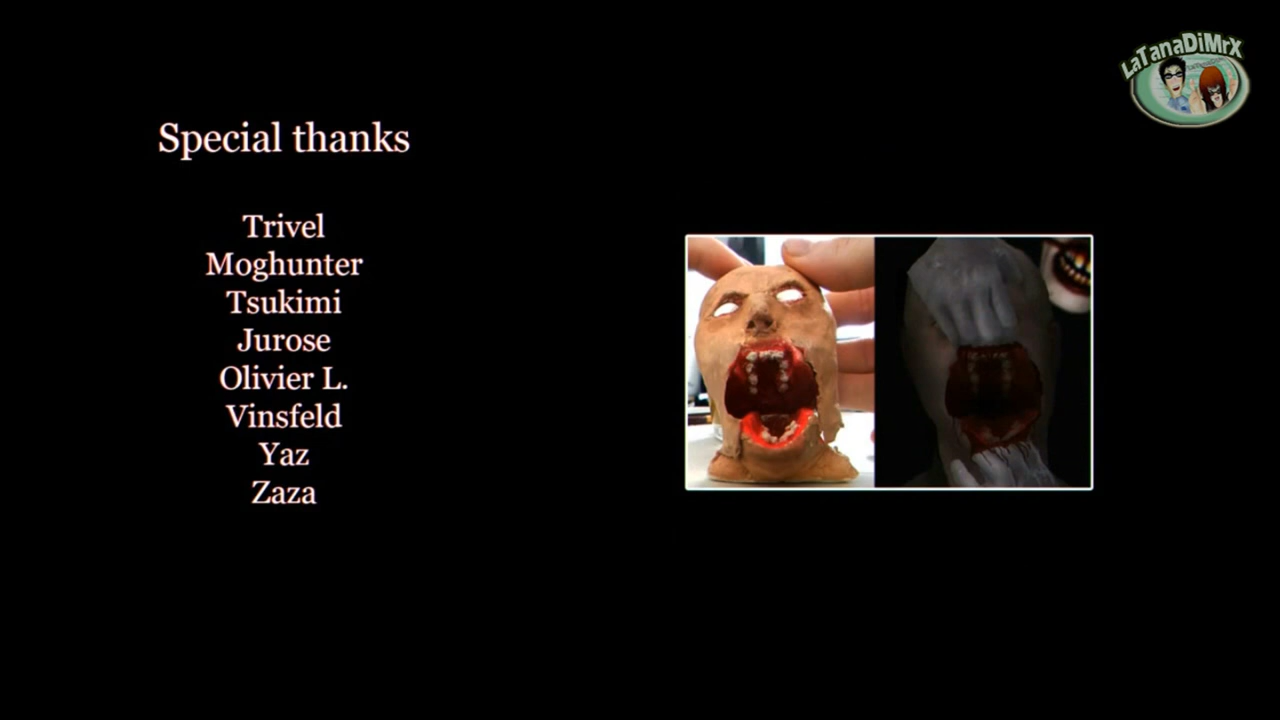 LaTanaDiMrX
Special thanks
Trivel
Moghunter
Tsukimi
Jurose
Olivier L.
Vinsfeld
Yaz
Zaza